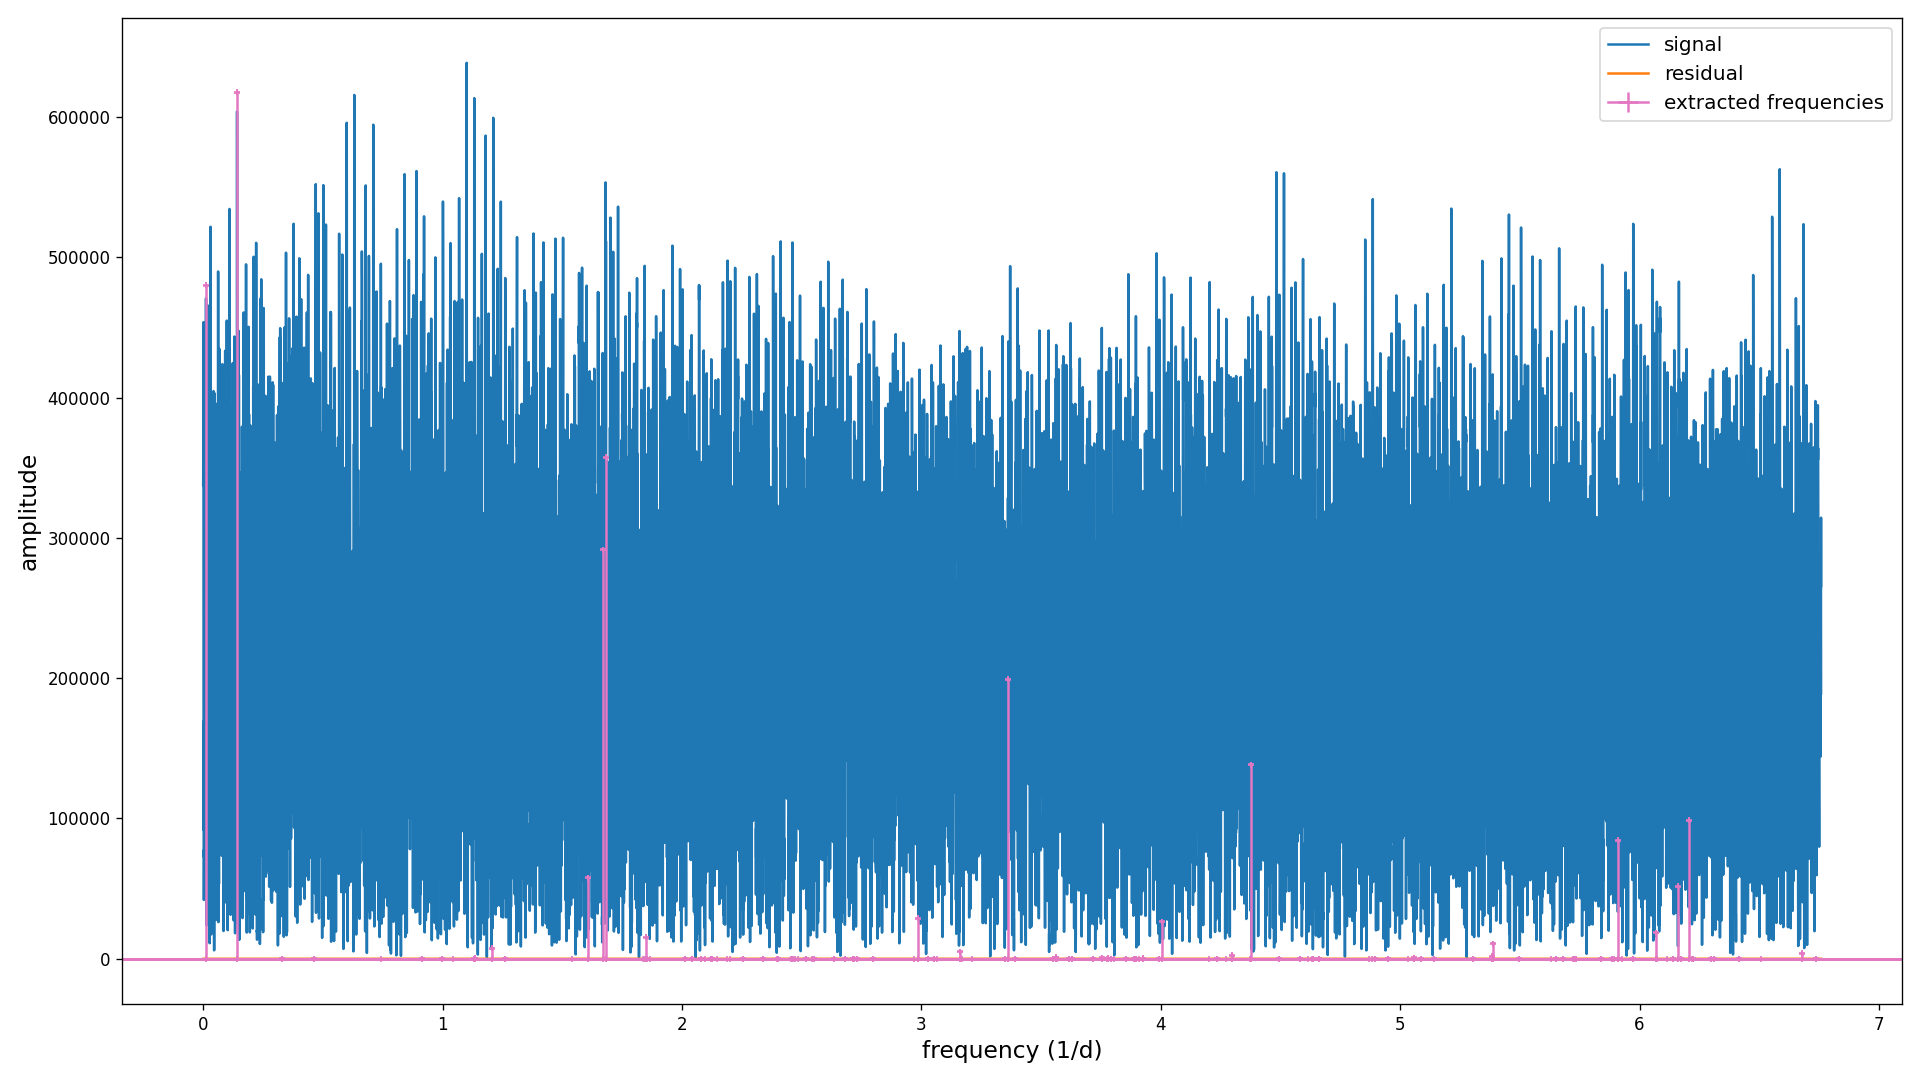 signal
residual
extracted frequencies
600000
500000
400000
300000
200000
100000
0
amplitude
0 1 2 3 4 5 6 7
frequency (1/d)